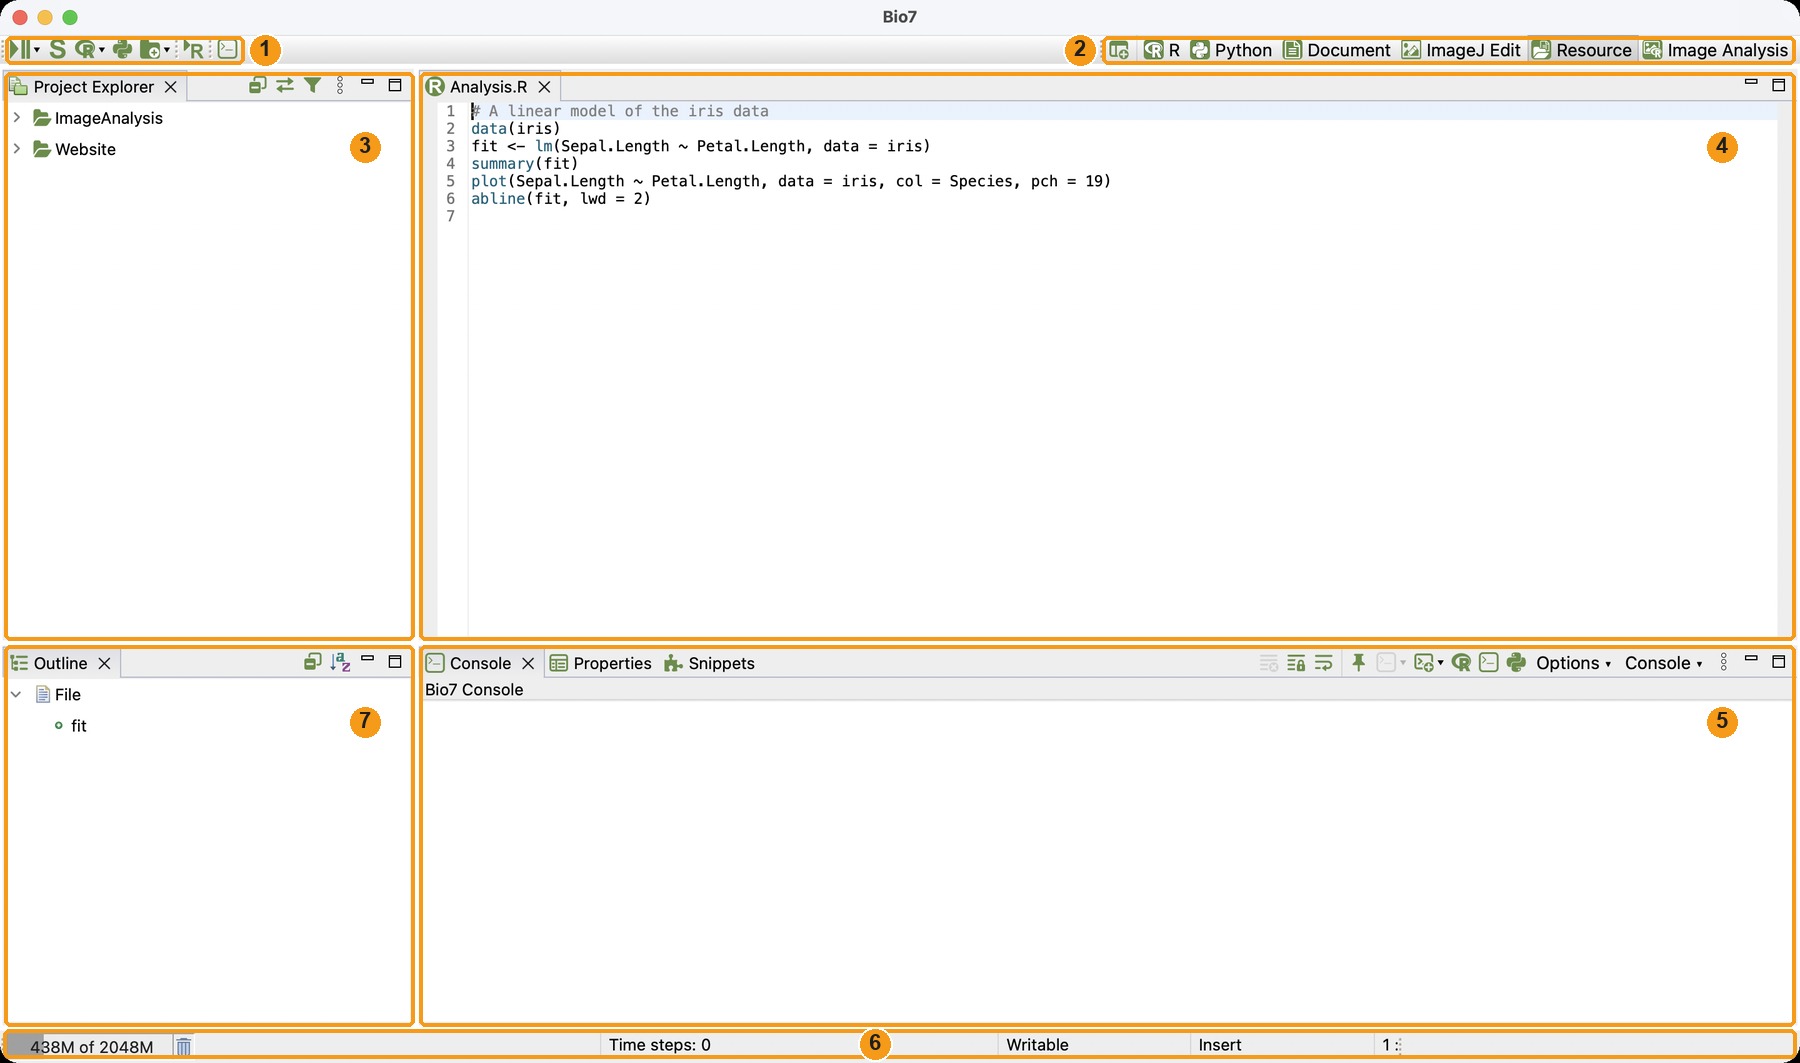 Bio7
1
2
R Python Document ImageJ Edit Resource Image Analysis
Project Explorer
ImageAnalysis
Website
3
Analysis.R
1 # A linear model of the iris data
2 data(iris)
3 fit <- lm(Sepal.Length ~ Petal.Length, data = iris)
4 summary(fit)
5 plot(Sepal.Length ~ Petal.Length, data = iris, col = Species, pch = 19)
6 abline(fit, lwd = 2)
7
4
Outline
File
fit
7
Console Properties Snippets Options Console
Bio7 Console
5
438M of 2048M Time steps: 0 6 Writable Insert 1 :